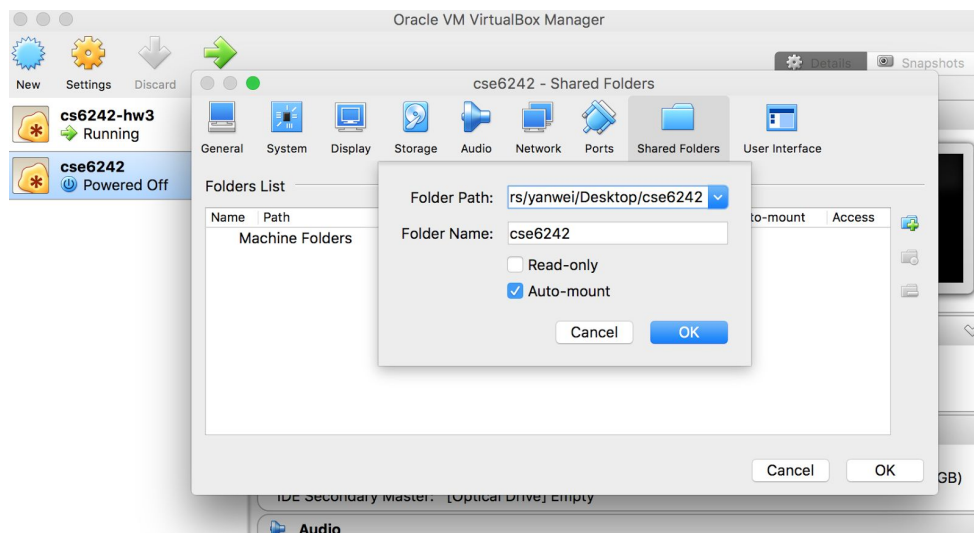 Oracle VM VirtualBox Manager
New
Settings
Discard
Details
Snapshots
cs6242-hw3
Running
cse6242
Powered Off
cse6242 - Shared Folders
General
System
Display
Storage
Audio
Network
Ports
Shared Folders
User Interface
Folders List
Name
Path
to-mount
Access
Machine Folders
Folder Path:
rs/yanwei/Desktop/cse6242
Folder Name:
cse6242
Read-only
Auto-mount
Cancel
OK
Cancel
OK
GB)
IDE Secondary Master: [Optical Drive] Empty
Audio